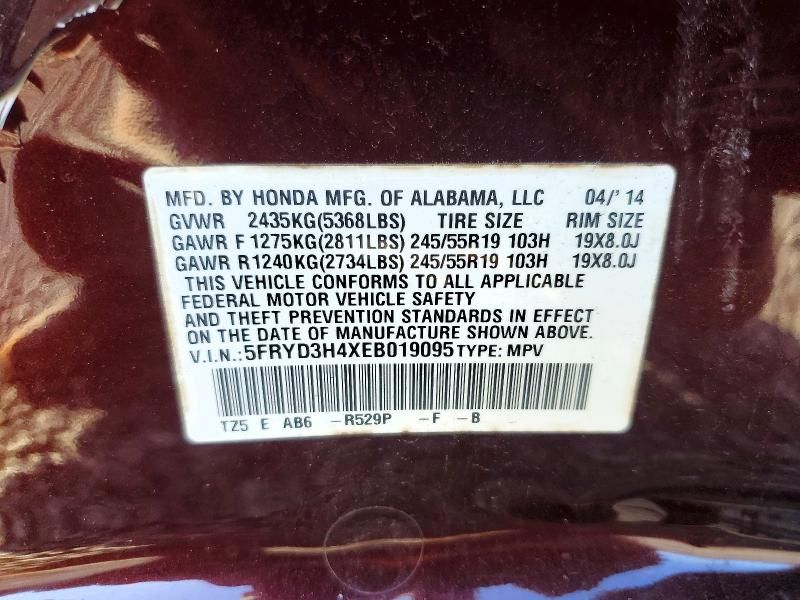 MFD. BY HONDA MFG. OF ALABAMA, LLC 04/' 14
GVWR 2435KG(5368LBS) TIRE SIZE RIM SIZE
GAWR F 1275KG(2811LBS) 245/55R19 103H 19X8.0J
GAWR R 1240KG(2734LBS) 245/55R19 103H 19X8.0J
THIS VEHICLE CONFORMS TO ALL APPLICABLE
FEDERAL MOTOR VEHICLE SAFETY
AND THEFT PREVENTION STANDARDS IN EFFECT
ON THE DATE OF MANUFACTURE SHOWN ABOVE.
V.I.N.: 5FRYD3H4XEB019095 TYPE: MPV
TZ5 E AB6 -R529P -F -B